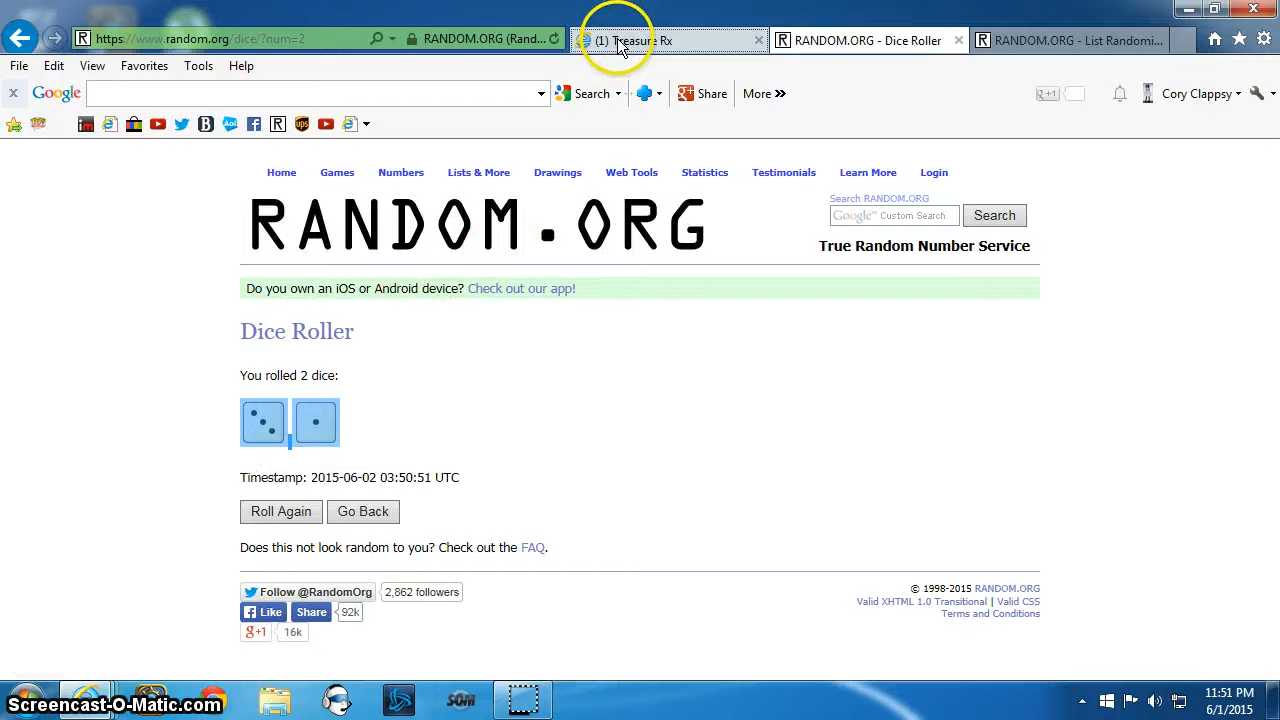 https://www.random.org/dice/?num=2
RANDOM.ORG (Rand...
(1) Treasure Rx
RANDOM.ORG - Dice Roller
RANDOM.ORG - List Randomi...
File Edit View Favorites Tools Help
Google
Search
Share
More »
+1
Cory Clappsy
Home Games Numbers Lists & More Drawings Web Tools Statistics Testimonials Learn More Login
RANDOM.ORG
Search RANDOM.ORG
Google™ Custom Search
Search
True Random Number Service
Do you own an iOS or Android device? Check out our app!
Dice Roller
You rolled 2 dice:
Timestamp: 2015-06-02 03:50:51 UTC
Roll Again
Go Back
Does this not look random to you? Check out the FAQ.
Follow @RandomOrg
2,862 followers
Like
Share
92k
g+1
16k
© 1998-2015 RANDOM.ORG
Valid XHTML 1.0 Transitional | Valid CSS
Terms and Conditions
SOM
11:51 PM
6/1/2015
Screencast-O-Matic.com